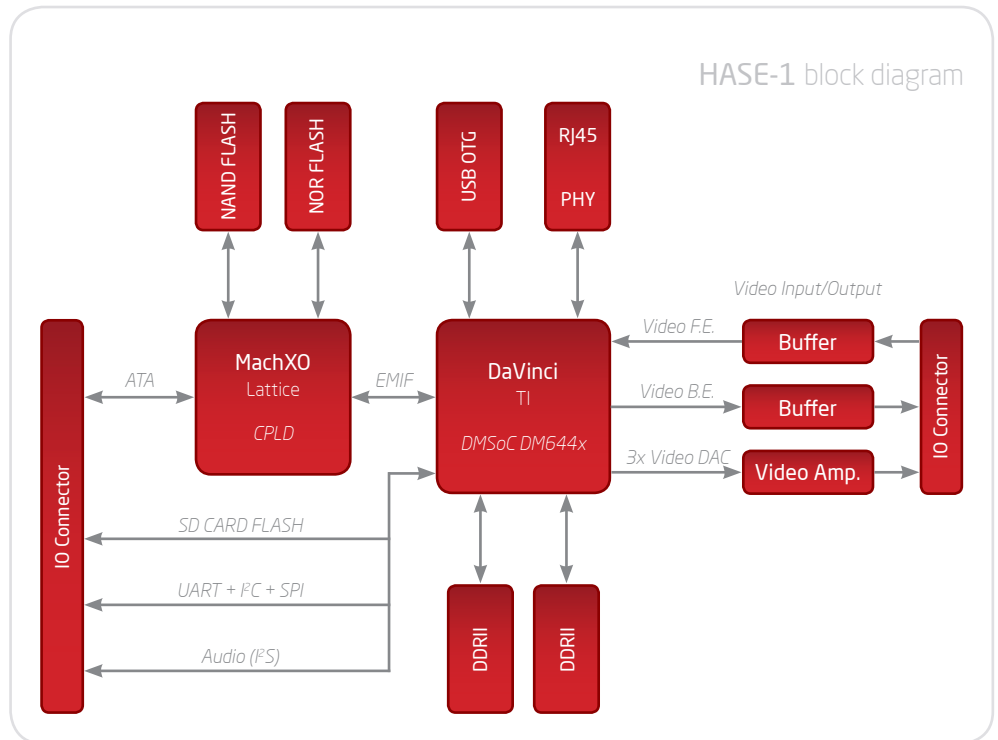 HASE-1 block diagram
NAND FLASH
NOR FLASH
USB OTG
RJ45
PHY
Video Input/Output
MachXO
Lattice
CPLD
DaVinci
TI
DMSoC DM644x
Video F.E.
Buffer
Video B.E.
Buffer
3x Video DAC
Video Amp.
IO Connector
ATA
EMIF
IO Connector
SD CARD FLASH
UART + I²C + SPI
Audio (I²S)
DDRII
DDRII